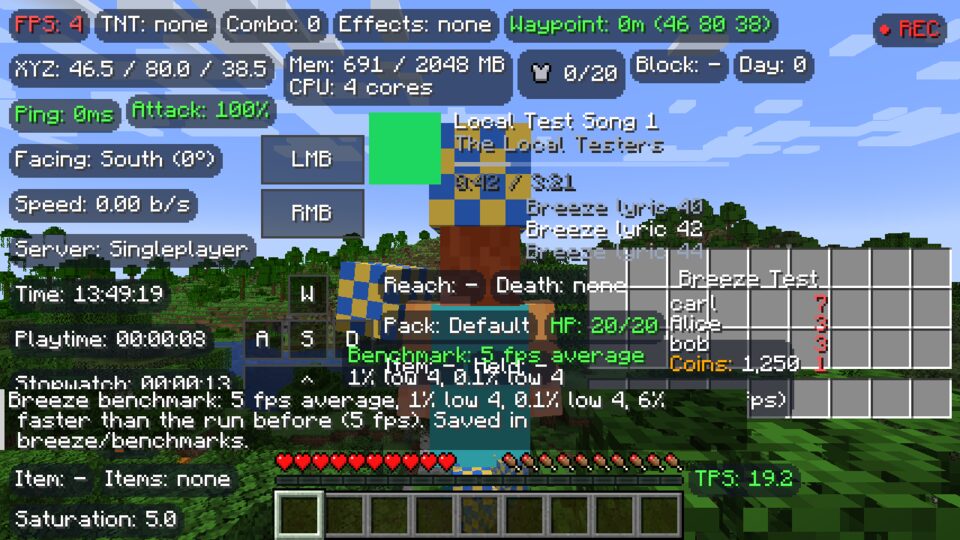 FPS: 4 TNT: none Combo: 0 Effects: none Waypoint: 0m (46 80 38) REC
XYZ: 46.5 / 80.0 / 38.5 Mem: 691 / 2048 MB 0/20 Block: - Day: 0
CPU: 4 cores
Ping: 0ms Attack: 100%
Local Test Song 1
The Local Testers
Facing: South (0°) LMB
0:42 / 3:21
Speed: 0.00 b/s RMB
Breeze lyric 40
Breeze lyric 42
Breeze lyric 44
Server: Singleplayer
Breeze Test
Reach: - Death: none
Time: 13:49:19 W
carl 7
Alice 3
bob 3
Coins: 1,250 1
Pack: Default HP: 20/20
Playtime: 00:00:08 A S D
Benchmark: 5 fps average
1% low 4, 0.1% low 4
Item: - Held: -
Stopwatch: 00:00:13 ^
Breeze benchmark: 5 fps average, 1% low 4, 0.1% low 4, 6%
faster than the run before (5 fps). Saved in
breeze/benchmarks.
fps)
Item: - Items: none TPS: 19.2
Saturation: 5.0